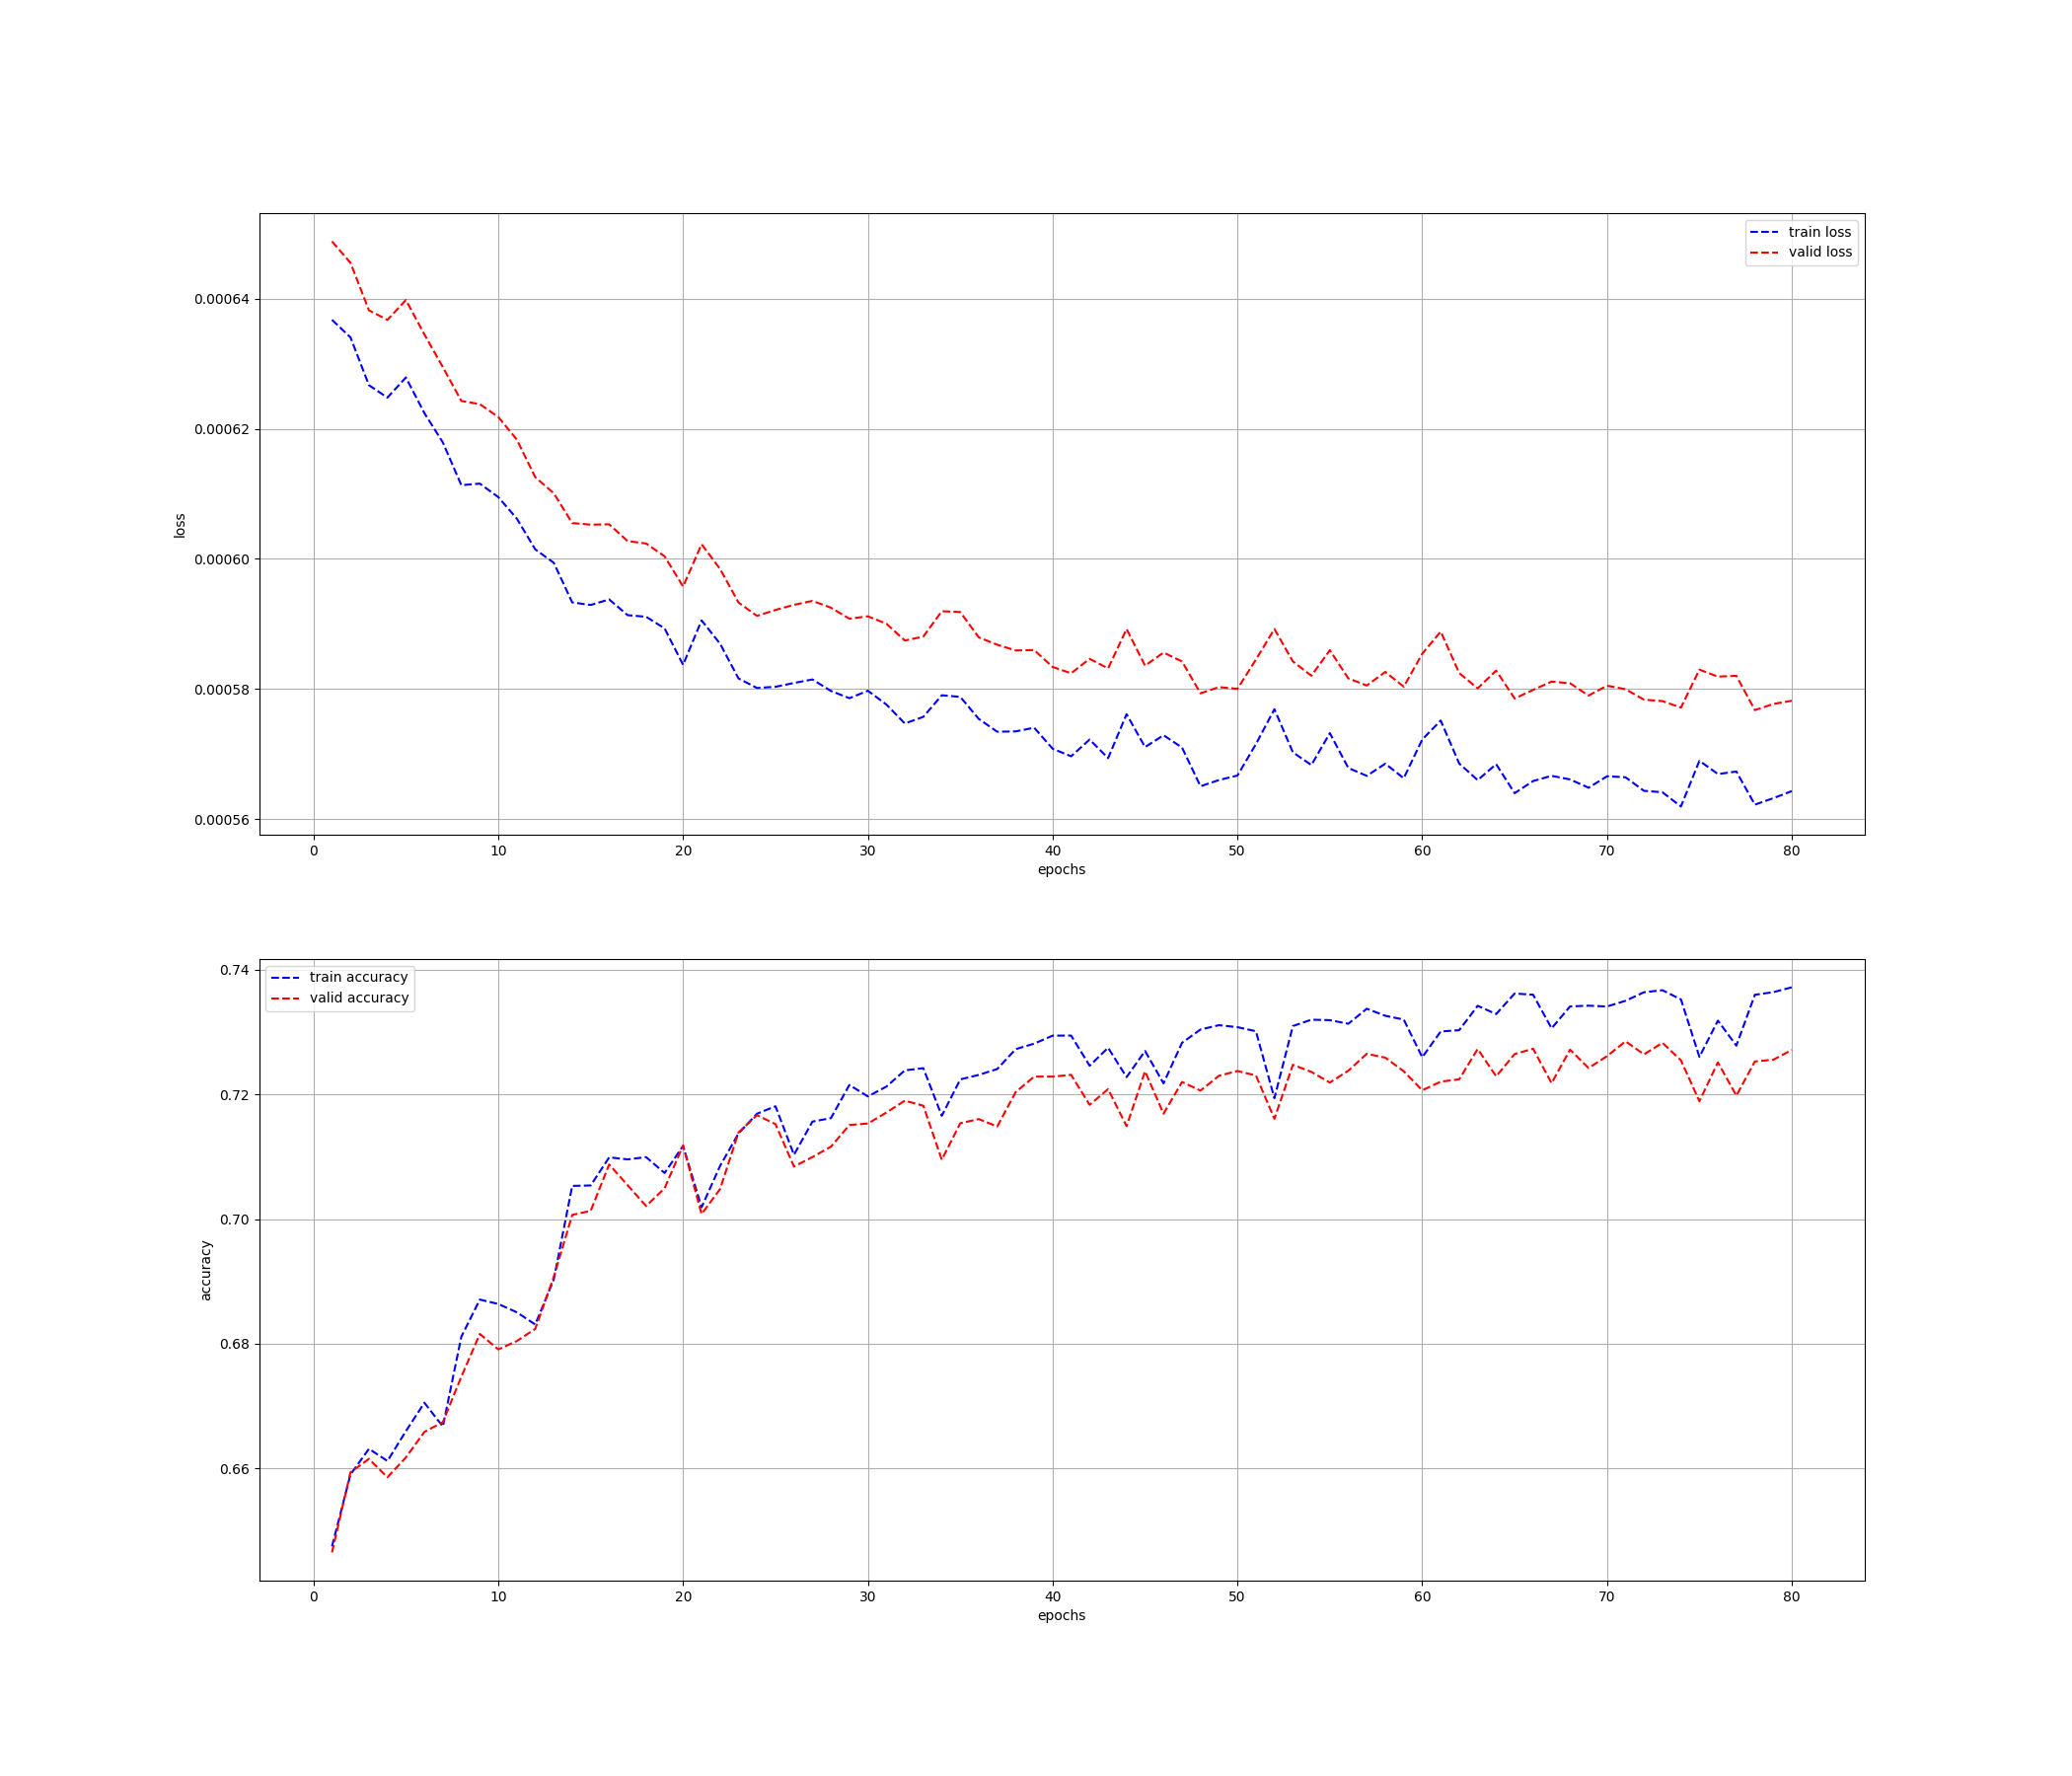 train loss
valid loss
0.00064
0.00062
0.00060
0.00058
0.00056
loss
0 10 20 30 40 50 60 70 80
epochs
train accuracy
valid accuracy
0.74
0.72
0.70
0.68
0.66
accuracy
0 10 20 30 40 50 60 70 80
epochs